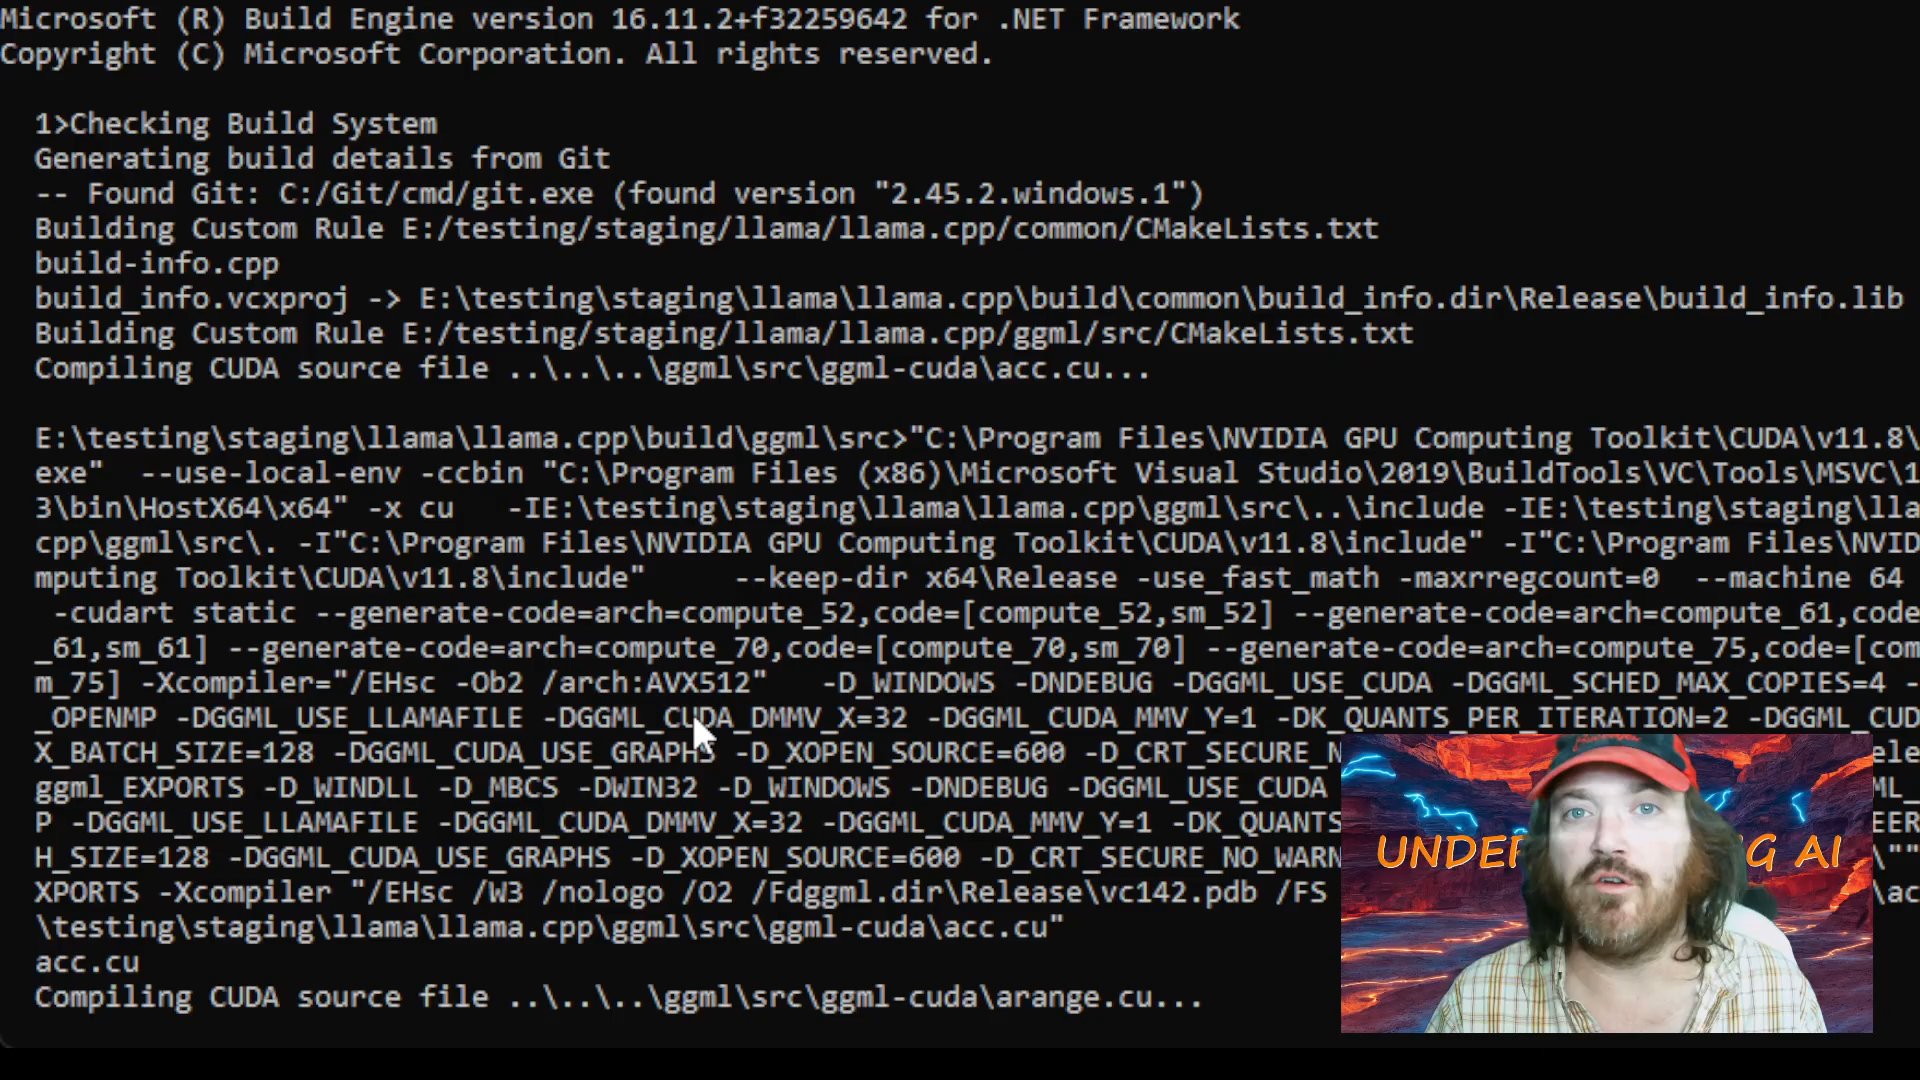 Microsoft (R) Build Engine version 16.11.2+f32259642 for .NET Framework
Copyright (C) Microsoft Corporation. All rights reserved.
1>Checking Build System
Generating build details from Git
-- Found Git: C:/Git/cmd/git.exe (found version "2.45.2.windows.1")
Building Custom Rule E:/testing/staging/llama/llama.cpp/common/CMakeLists.txt
build-info.cpp
build_info.vcxproj -> E:\testing\staging\llama\llama.cpp\build\common\build_info.dir\Release\build_info.lib
Building Custom Rule E:/testing/staging/llama/llama.cpp/ggml/src/CMakeLists.txt
Compiling CUDA source file ..\..\..\ggml\src\ggml-cuda\acc.cu...
E:\testing\staging\llama\llama.cpp\build\ggml\src>"C:\Program Files\NVIDIA GPU Computing Toolkit\CUDA\v11.8\
exe"  --use-local-env -ccbin "C:\Program Files (x86)\Microsoft Visual Studio\2019\BuildTools\VC\Tools\MSVC\1
3\bin\HostX64\x64" -x cu   -IE:\testing\staging\llama\llama.cpp\ggml\src\..\include -IE:\testing\staging\lla
cpp\ggml\src\. -I"C:\Program Files\NVIDIA GPU Computing Toolkit\CUDA\v11.8\include" -I"C:\Program Files\NVID
mputing Toolkit\CUDA\v11.8\include"     --keep-dir x64\Release -use_fast_math -maxrregcount=0  --machine 64
-cudart static --generate-code=arch=compute_52,code=[compute_52,sm_52] --generate-code=arch=compute_61,code
_61,sm_61] --generate-code=arch=compute_70,code=[compute_70,sm_70] --generate-code=arch=compute_75,code=[com
m_75] -Xcompiler="/EHsc -Ob2 /arch:AVX512"   -D_WINDOWS -DNDEBUG -DGGML_USE_CUDA -DGGML_SCHED_MAX_COPIES=4 -
_OPENMP -DGGML_USE_LLAMAFILE -DGGML_CUDA_DMMV_X=32 -DGGML_CUDA_MMV_Y=1 -DK_QUANTS_PER_ITERATION=2 -DGGML_CUD
X_BATCH_SIZE=128 -DGGML_CUDA_USE_GRAPHS -D_XOPEN_SOURCE=600 -D_CRT_SECURE_N ele
ggml_EXPORTS -D_WINDLL -D_MBCS -DWIN32 -D_WINDOWS -DNDEBUG -DGGML_USE_CUDA ML_
P -DGGML_USE_LLAMAFILE -DGGML_CUDA_DMMV_X=32 -DGGML_CUDA_MMV_Y=1 -DK_QUANTS EER
H_SIZE=128 -DGGML_CUDA_USE_GRAPHS -D_XOPEN_SOURCE=600 -D_CRT_SECURE_NO_WARN \""
XPORTS -Xcompiler "/EHsc /W3 /nologo /O2 /Fdggml.dir\Release\vc142.pdb /FS \ac
\testing\staging\llama\llama.cpp\ggml\src\ggml-cuda\acc.cu"
acc.cu
Compiling CUDA source file ..\..\..\ggml\src\ggml-cuda\arange.cu...
UNDER G AI